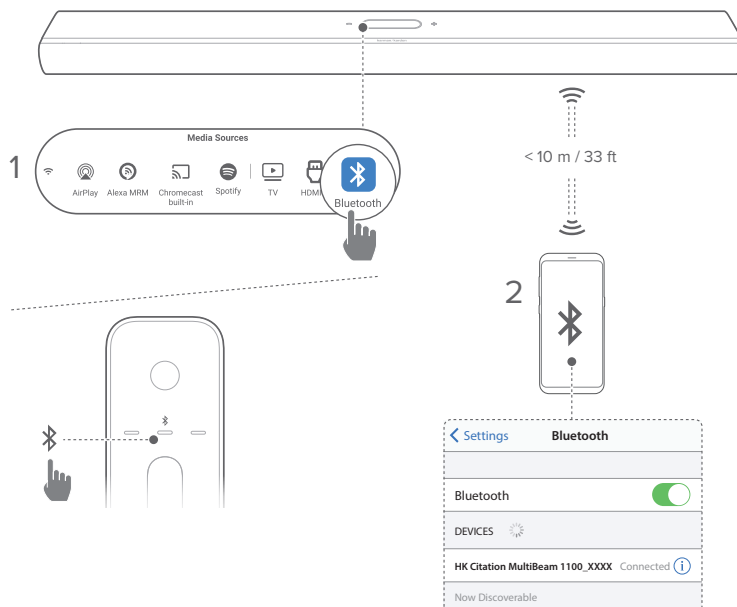 Media Sources
1
AirPlay
Alexa MRM
Chromecast
built-in
Spotify
TV
HDMI
Bluetooth
< 10 m / 33 ft
2
Settings
Bluetooth
Bluetooth
DEVICES
HK Citation MultiBeam 1100_XXXX Connected
Now Discoverable